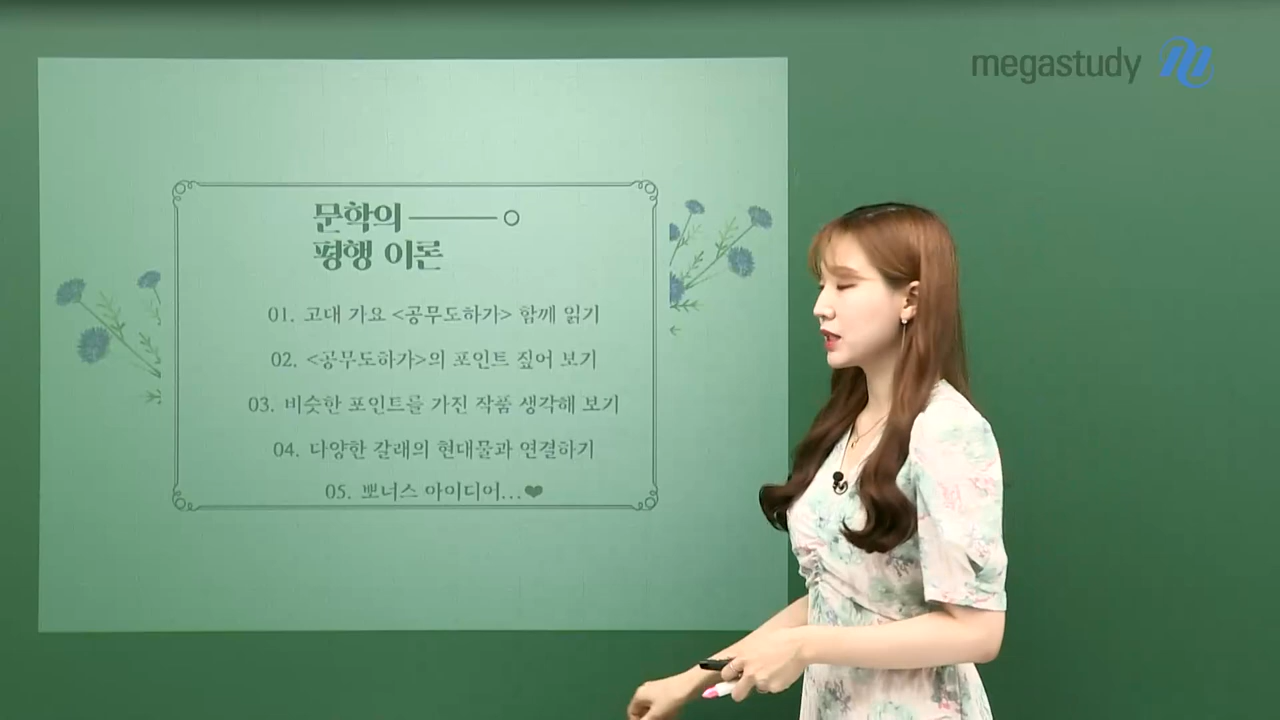 megastudy
문학의
평행 이론
01. 고대 가요 <공무도하가> 함께 읽기
02. <공무도하가>의 포인트 짚어 보기
03. 비슷한 포인트를 가진 작품 생각해 보기
04. 다양한 갈래의 현대물과 연결하기
05. 뽀너스 아이디어...❤